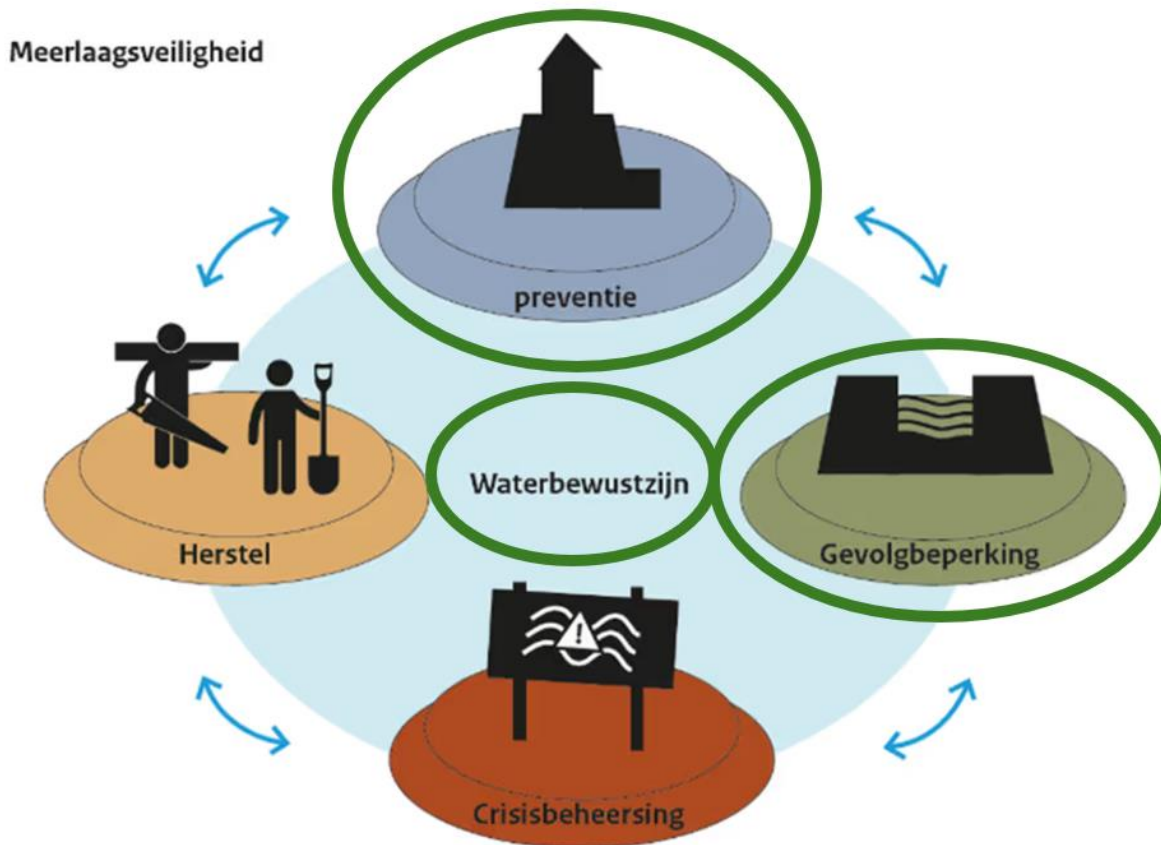 Meerlaagsveiligheid
preventie
Waterbewustzijn
Herstel
Gevolgbeperking
!
Crisisbeheersing